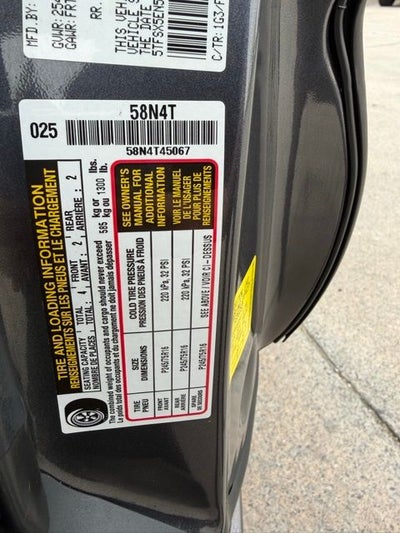 MFD. BY:
GVWR:
GAWR:
RR.
THIS VEH
VEHICLE S
THE DATE
5TFSX5EN5
C/TR: 1G3/F
58N4T
025
58N4T45067
TIRE AND LOADING INFORMATION
RENSEIGNEMENTS SUR LES PNEUS ET LE CHARGEMENT
SEATING CAPACITY TOTAL: 4 FRONT 2 REAR 2
NOMBRE DE PLACES TOTAL: 4 AVANT: 2 ARRIÈRE: 2
The combined weight of occupants and cargo should never exceed 585 kg or 1300 lbs.
Le poids total des occupants et du chargement ne doit jamais dépasser 585 kg ou 1300 lb.
TIRE SIZE COLD TIRE PRESSURE
PNEU DIMENSIONS PRESSION DES PNEUS À FROID
FRONT
AVANT P245/75R16 220 kPa, 32 PSI
REAR
ARRIÈRE P245/75R16 220 kPa, 32 PSI
SPARE
DE SECOURS P245/75R16 SEE ABOVE / VOIR CI-DESSUS
SEE OWNER'S
MANUAL FOR
ADDITIONAL
INFORMATION
VOIR LE MANUEL
DE L'USAGER
POUR PLUS DE
RENSEIGNEMENTS